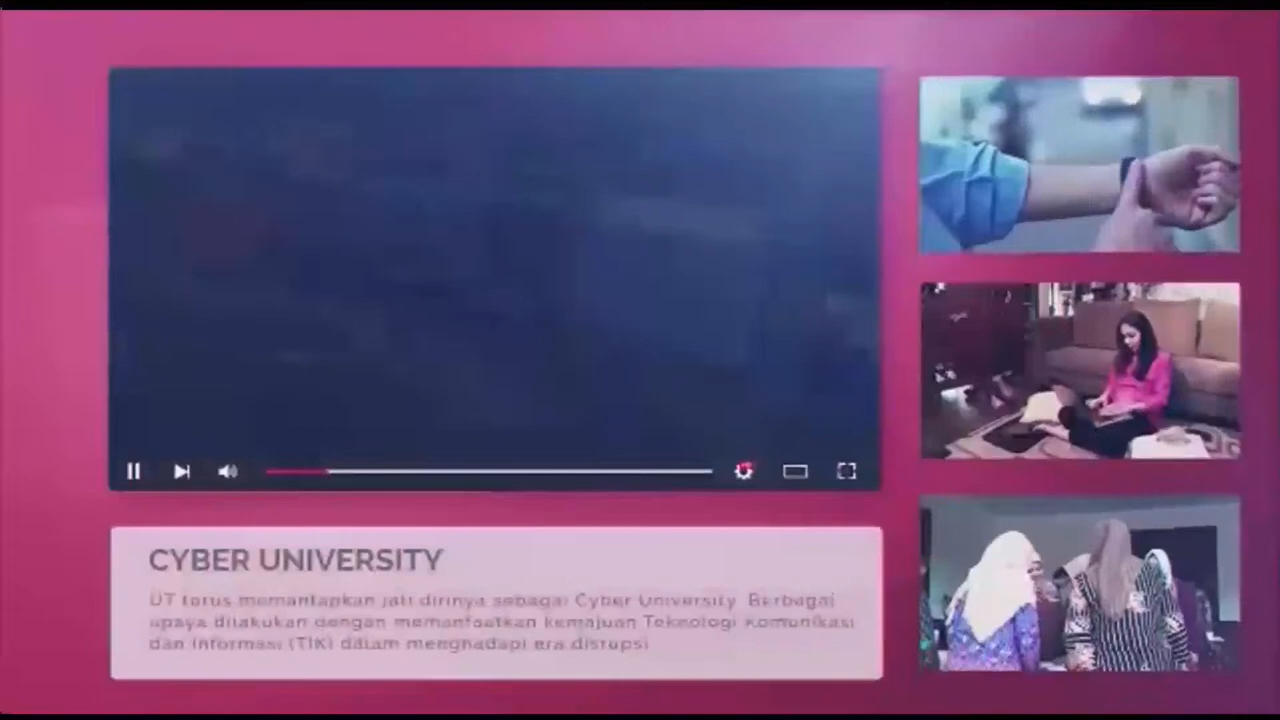 CYBER UNIVERSITY
UT terus memantapkan jati dirinya sebagai Cyber University. Berbagai
upaya dilakukan dengan memanfaatkan kemajuan Teknologi Komunikasi
dan Informasi (TIK) dalam menghadapi era disrupsi